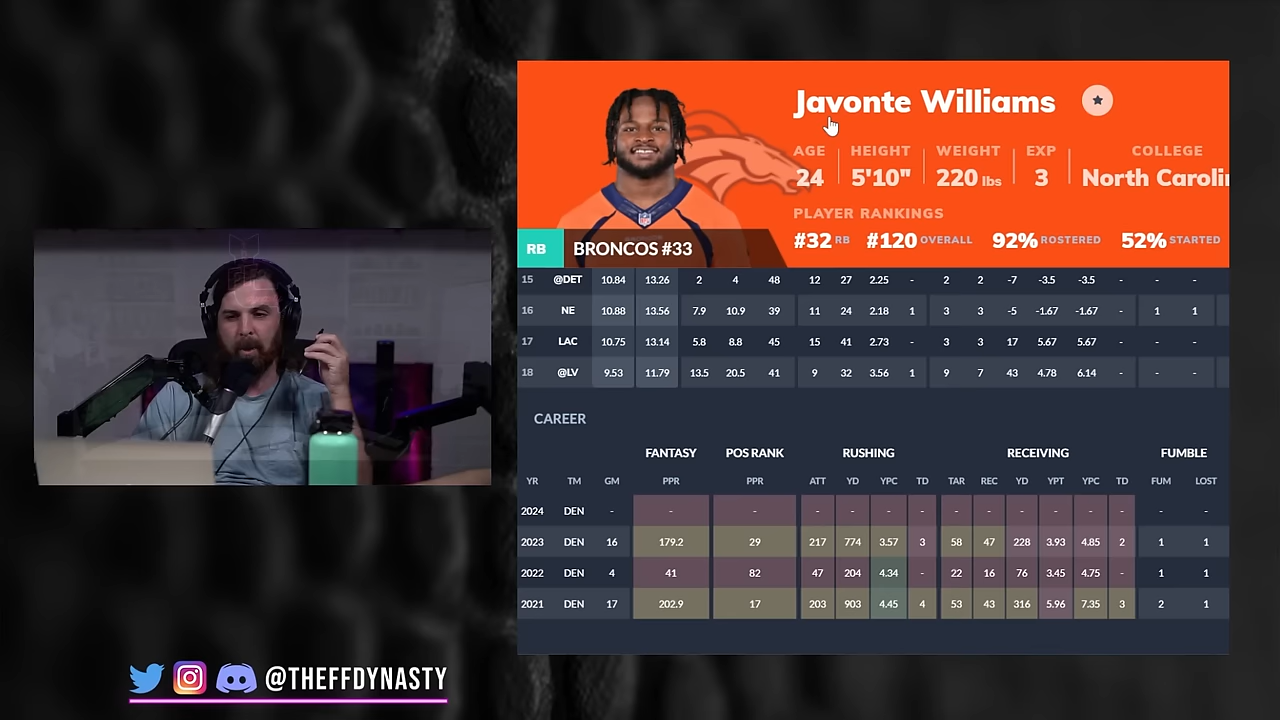 Javonte Williams
AGE HEIGHT WEIGHT EXP COLLEGE
24 5'10" 220 lbs 3 North Carolin
PLAYER RANKINGS
#32 RB #120 OVERALL 92% ROSTERED 52% STARTED
RB BRONCOS #33
15 @DET 10.84 13.26 2 4 48 12 27 2.25 - 2 2 -7 -3.5 -3.5 - - -
16 NE 10.88 13.56 7.9 10.9 39 11 24 2.18 1 3 3 -5 -1.67 -1.67 - 1 1
17 LAC 10.75 13.14 5.8 8.8 45 15 41 2.73 - 3 3 17 5.67 5.67 - - -
18 @LV 9.53 11.79 13.5 20.5 41 9 32 3.56 1 9 7 43 4.78 6.14 - - -
CAREER
FANTASY POS RANK RUSHING RECEIVING FUMBLE
YR TM GM PPR PPR ATT YD YPC TD TAR REC YD YPT YPC TD FUM LOST
2024 DEN - - - - - - - - - - - - - - -
2023 DEN 16 179.2 29 217 774 3.57 3 58 47 228 3.93 4.85 2 1 1
2022 DEN 4 41 82 47 204 4.34 - 22 16 76 3.45 4.75 - 1 1
2021 DEN 17 202.9 17 203 903 4.45 4 53 43 316 5.96 7.35 3 2 1
@THEFFDYNASTY